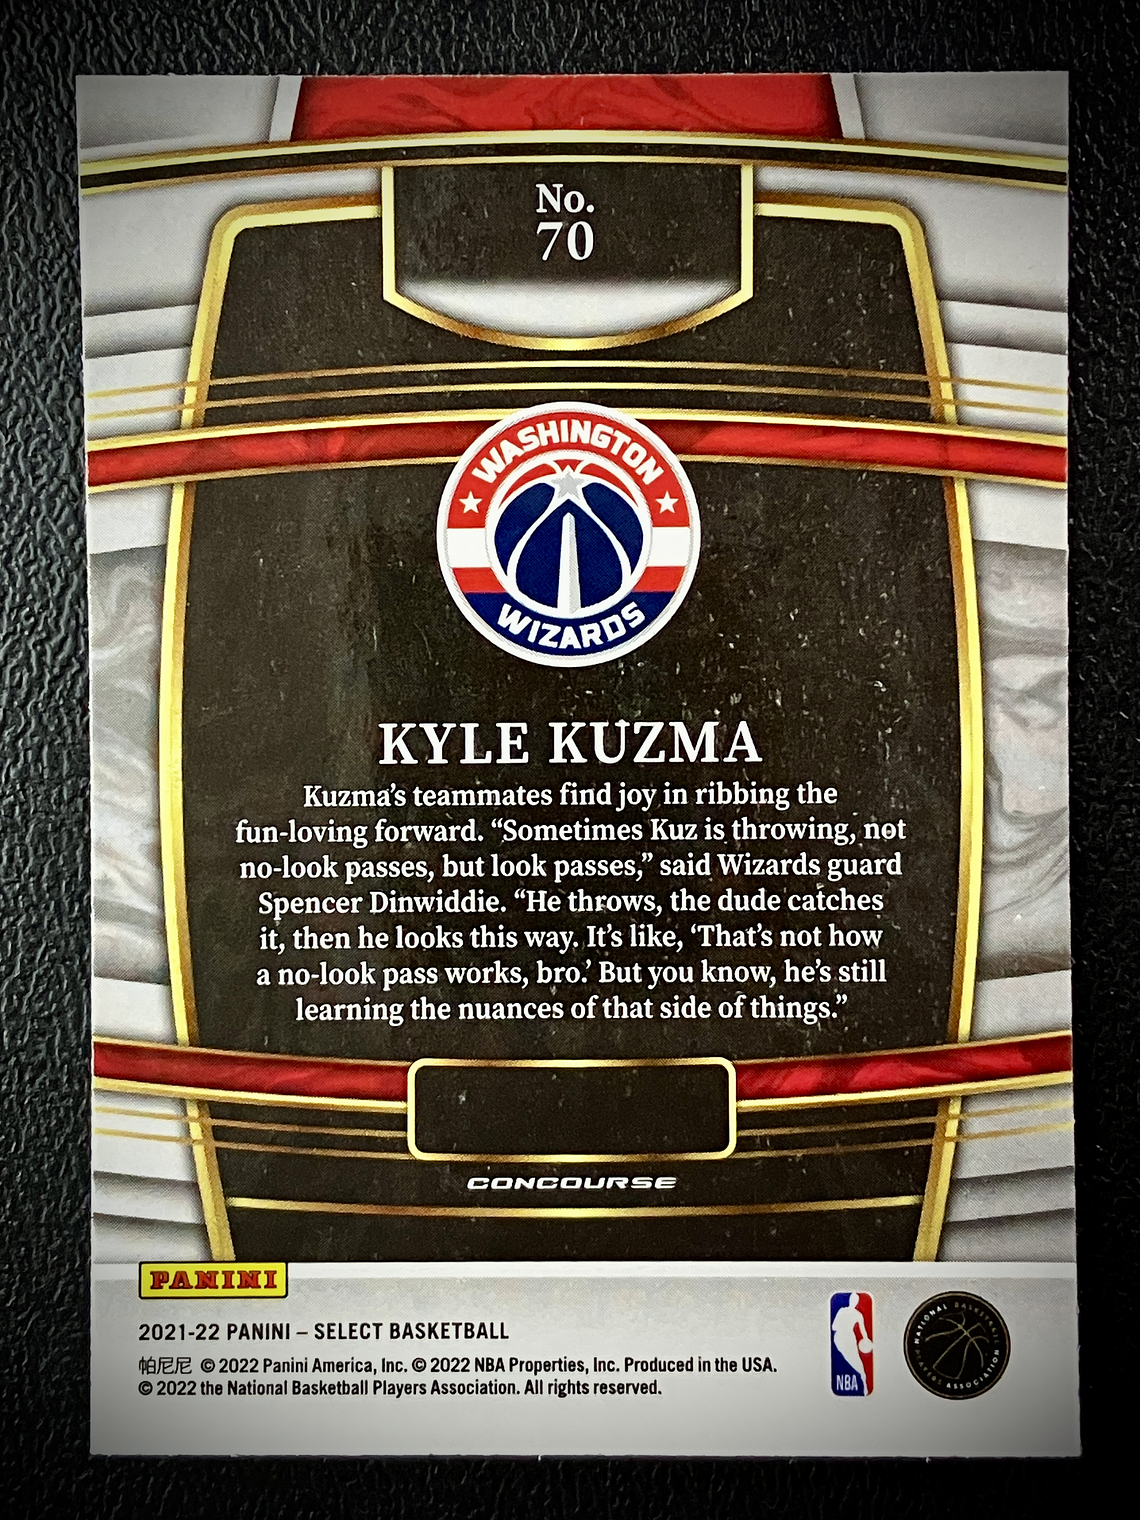 No.
70
WASHINGTON
WIZARDS
KYLE KUZMA
Kuzma’s teammates find joy in ribbing the
fun-loving forward. “Sometimes Kuz is throwing, not
no-look passes, but look passes,” said Wizards guard
Spencer Dinwiddie. “He throws, the dude catches
it, then he looks this way. It’s like, ‘That’s not how
a no-look pass works, bro.’ But you know, he’s still
learning the nuances of that side of things.”
CONCOURSE
PANINI
2021-22 PANINI – SELECT BASKETBALL
帕尼尼 © 2022 Panini America, Inc. © 2022 NBA Properties, Inc. Produced in the USA.
© 2022 the National Basketball Players Association. All rights reserved.
NBA
NATIONAL BASKETBALL
PLAYERS ASSOCIATION